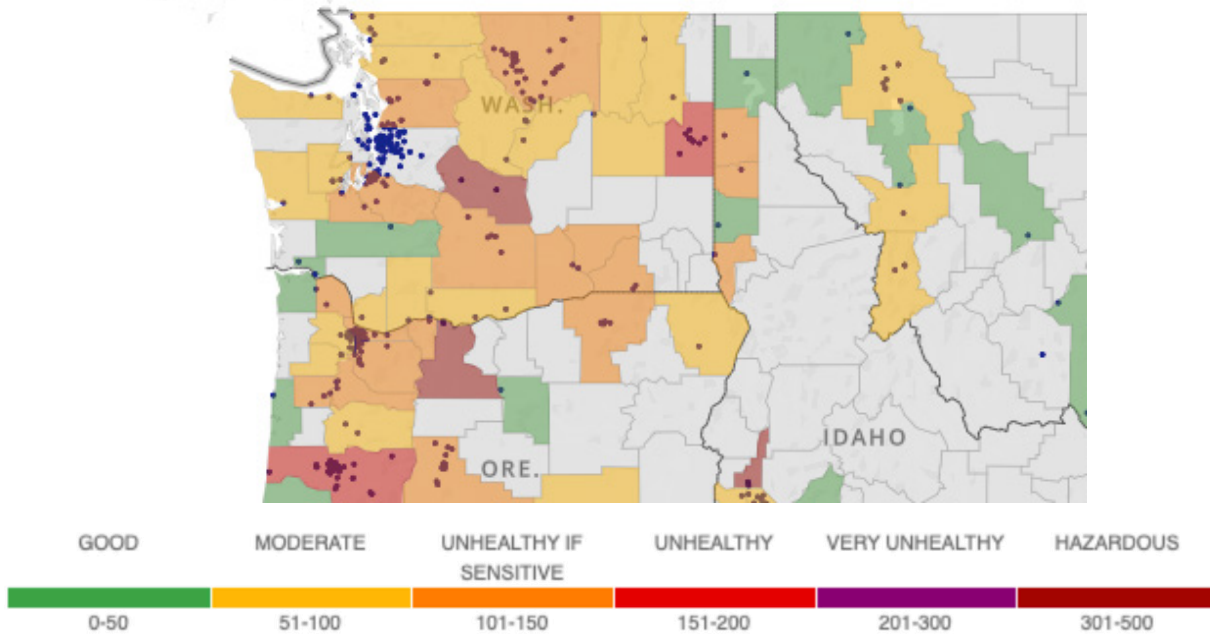 WASH.
IDAHO
ORE.
GOOD MODERATE UNHEALTHY IF UNHEALTHY VERY UNHEALTHY HAZARDOUS
SENSITIVE
0-50 51-100 101-150 151-200 201-300 301-500